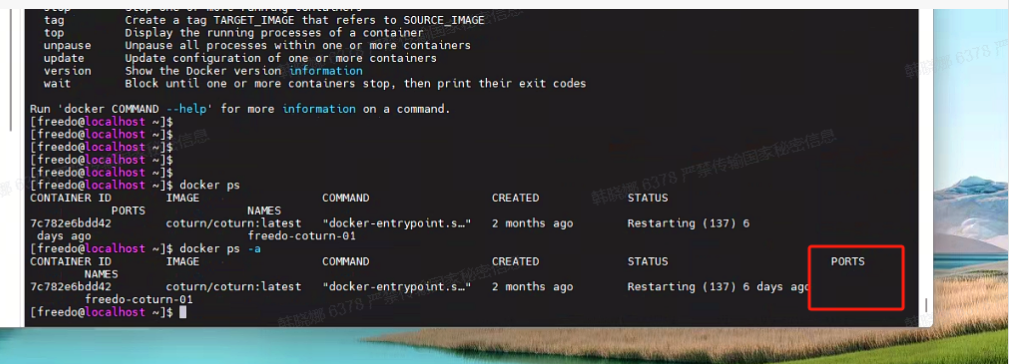 stop        Stop one or more running containers
tag         Create a tag TARGET_IMAGE that refers to SOURCE_IMAGE
top         Display the running processes of a container
unpause     Unpause all processes within one or more containers
update      Update configuration of one or more containers
version     Show the Docker version information
wait        Block until one or more containers stop, then print their exit codes
Run 'docker COMMAND --help' for more information on a command.
[freedo@localhost ~]$
[freedo@localhost ~]$
[freedo@localhost ~]$
[freedo@localhost ~]$
[freedo@localhost ~]$
[freedo@localhost ~]$ docker ps
CONTAINER ID        IMAGE                  COMMAND                  CREATED             STATUS
PORTS               NAMES
7c782e6bdd42        coturn/coturn:latest   "docker-entrypoint.s…"   2 months ago        Restarting (137) 6
days ago                       freedo-coturn-01
[freedo@localhost ~]$ docker ps -a
CONTAINER ID        IMAGE                  COMMAND                  CREATED             STATUS                        PORTS
NAMES
7c782e6bdd42        coturn/coturn:latest   "docker-entrypoint.s…"   2 months ago        Restarting (137) 6 days ago
freedo-coturn-01
[freedo@localhost ~]$
韩晓娜 6378 严禁传输国家秘密信息